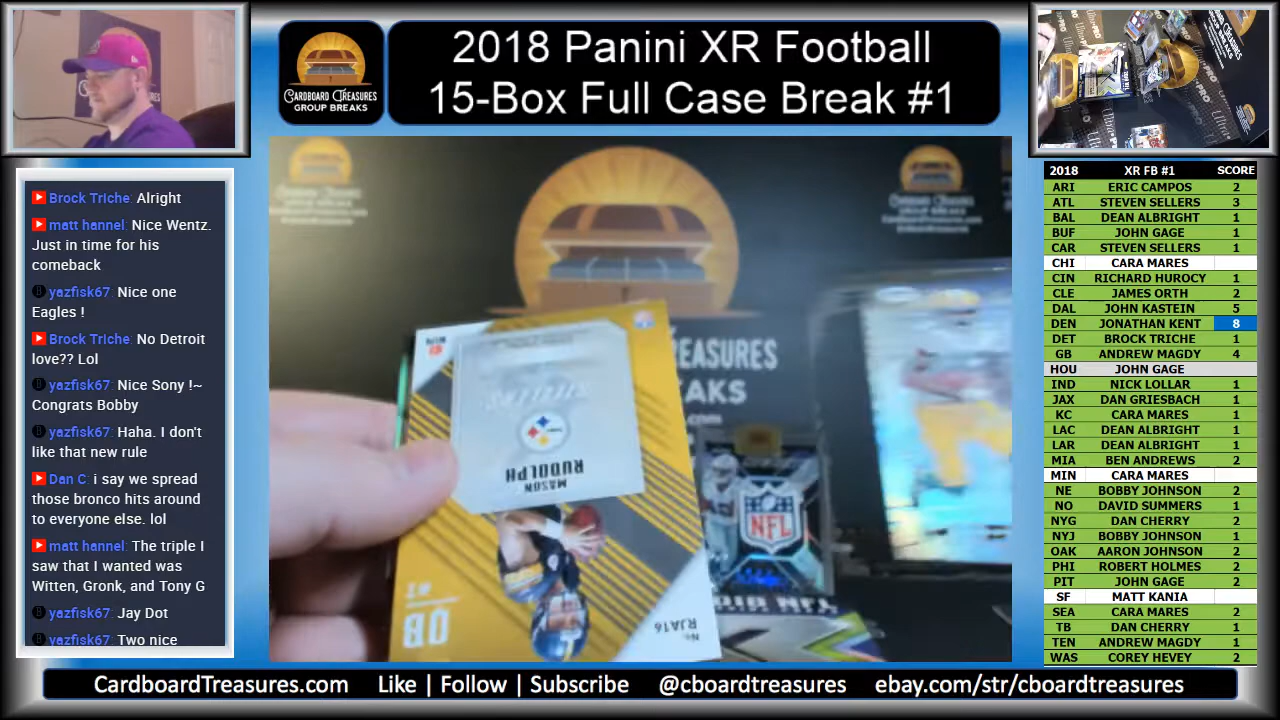 2018 Panini XR Football
15-Box Full Case Break #1
CARDBOARD TREASURES
GROUP BREAKS
Brock Triche: Alright
matt hannel: Nice Wentz.
Just in time for his
comeback
yazfisk67: Nice one
Eagles !
Brock Triche: No Detroit
love?? Lol
yazfisk67: Nice Sony !~
Congrats Bobby
yazfisk67: Haha. I don't
like that new rule
Dan C: i say we spread
those bronco hits around
to everyone else. lol
matt hannel: The triple I
saw that I wanted was
Witten, Gronk, and Tony G
yazfisk67: Jay Dot
yazfisk67: Two nice
MASON
RUDOLPH
QB
#1
No.
RJA16
REASURES
AKS
NFL
2018 XR FB #1 SCORE
ARI ERIC CAMPOS 2
ATL STEVEN SELLERS 3
BAL DEAN ALBRIGHT 1
BUF JOHN GAGE 1
CAR STEVEN SELLERS 1
CHI CARA MARES
CIN RICHARD HUROCY 1
CLE JAMES ORTH 2
DAL JOHN KASTEIN 5
DEN JONATHAN KENT 8
DET BROCK TRICHE 1
GB ANDREW MAGDY 4
HOU JOHN GAGE
IND NICK LOLLAR 1
JAX DAN GRIESBACH 1
KC CARA MARES 1
LAC DEAN ALBRIGHT 1
LAR DEAN ALBRIGHT 1
MIA BEN ANDREWS 2
MIN CARA MARES
NE BOBBY JOHNSON 2
NO DAVID SUMMERS 1
NYG DAN CHERRY 2
NYJ BOBBY JOHNSON 1
OAK AARON JOHNSON 2
PHI ROBERT HOLMES 2
PIT JOHN GAGE 2
SF MATT KANIA
SEA CARA MARES 2
TB DAN CHERRY 1
TEN ANDREW MAGDY 1
WAS COREY HEVEY 2
CardboardTreasures.com Like | Follow | Subscribe @cboardtreasures ebay.com/str/cboardtreasures